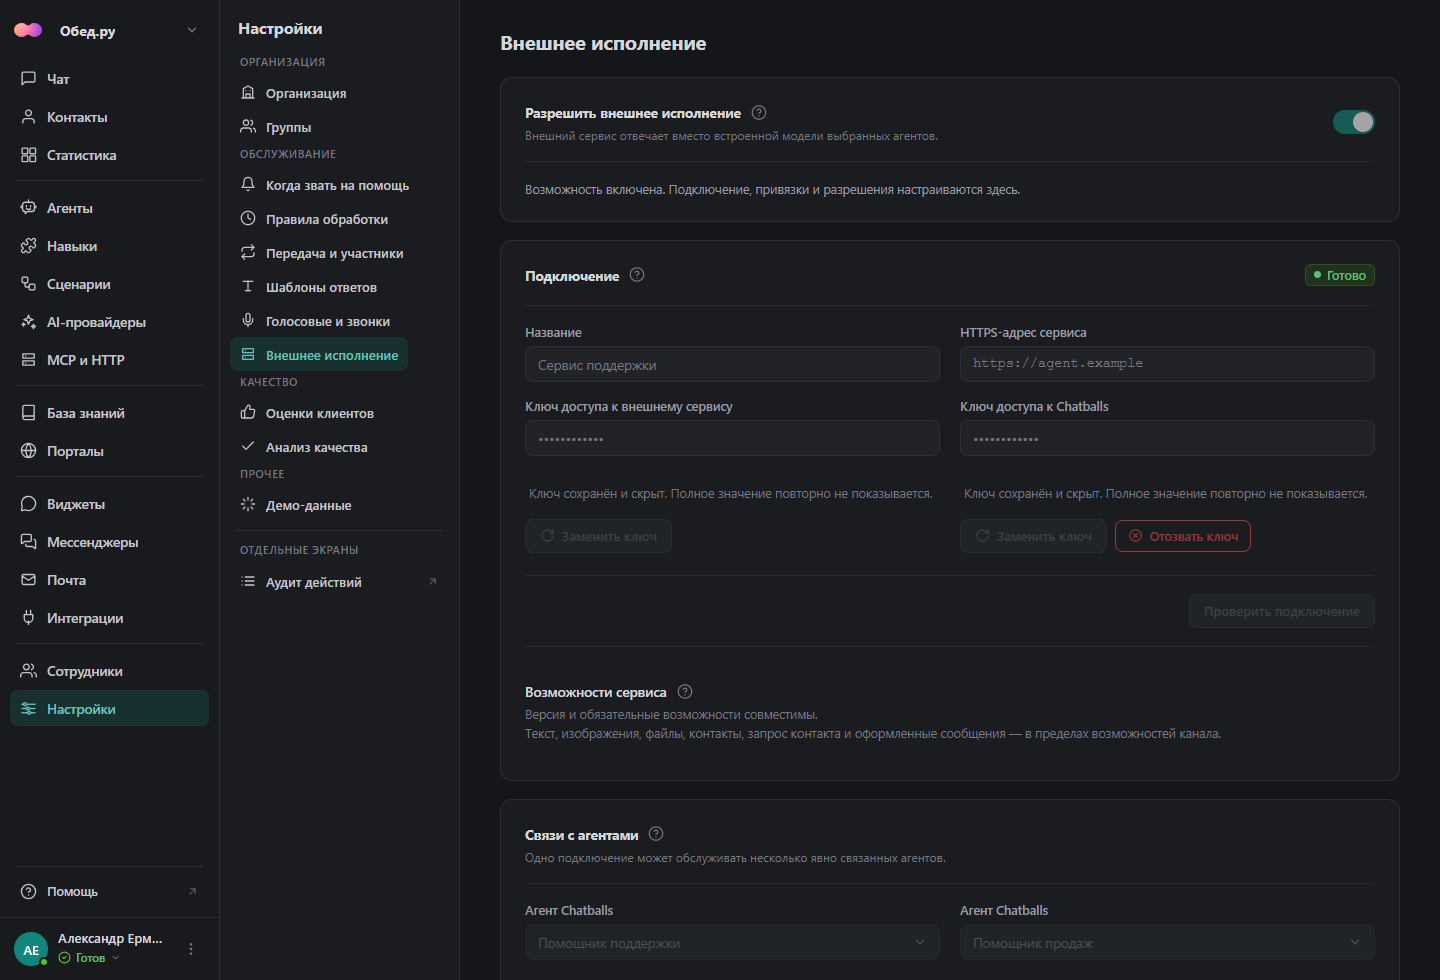 Обед.ру
Чат
Контакты
Статистика
Агенты
Навыки
Сценарии
AI-провайдеры
MCP и HTTP
База знаний
Порталы
Виджеты
Мессенджеры
Почта
Интеграции
Сотрудники
Настройки
Помощь
АЕ
Александр Ерм...
Готов
Настройки
ОРГАНИЗАЦИЯ
Организация
Группы
ОБСЛУЖИВАНИЕ
Когда звать на помощь
Правила обработки
Передача и участники
Шаблоны ответов
Голосовые и звонки
Внешнее исполнение
КАЧЕСТВО
Оценки клиентов
Анализ качества
ПРОЧЕЕ
Демо-данные
ОТДЕЛЬНЫЕ ЭКРАНЫ
Аудит действий
Внешнее исполнение
Разрешить внешнее исполнение
Внешний сервис отвечает вместо встроенной модели выбранных агентов.
Возможность включена. Подключение, привязки и разрешения настраиваются здесь.
Подключение
Готово
Название
HTTPS-адрес сервиса
Сервис поддержки
https://agent.example
Ключ доступа к внешнему сервису
Ключ доступа к Chatballs
••••••••••••
••••••••••••
Ключ сохранён и скрыт. Полное значение повторно не показывается.
Ключ сохранён и скрыт. Полное значение повторно не показывается.
Заменить ключ
Заменить ключ
Отозвать ключ
Проверить подключение
Возможности сервиса
Версия и обязательные возможности совместимы.
Текст, изображения, файлы, контакты, запрос контакта и оформленные сообщения — в пределах возможностей канала.
Связи с агентами
Одно подключение может обслуживать несколько явно связанных агентов.
Агент Chatballs
Агент Chatballs
Помощник поддержки
Помощник продаж